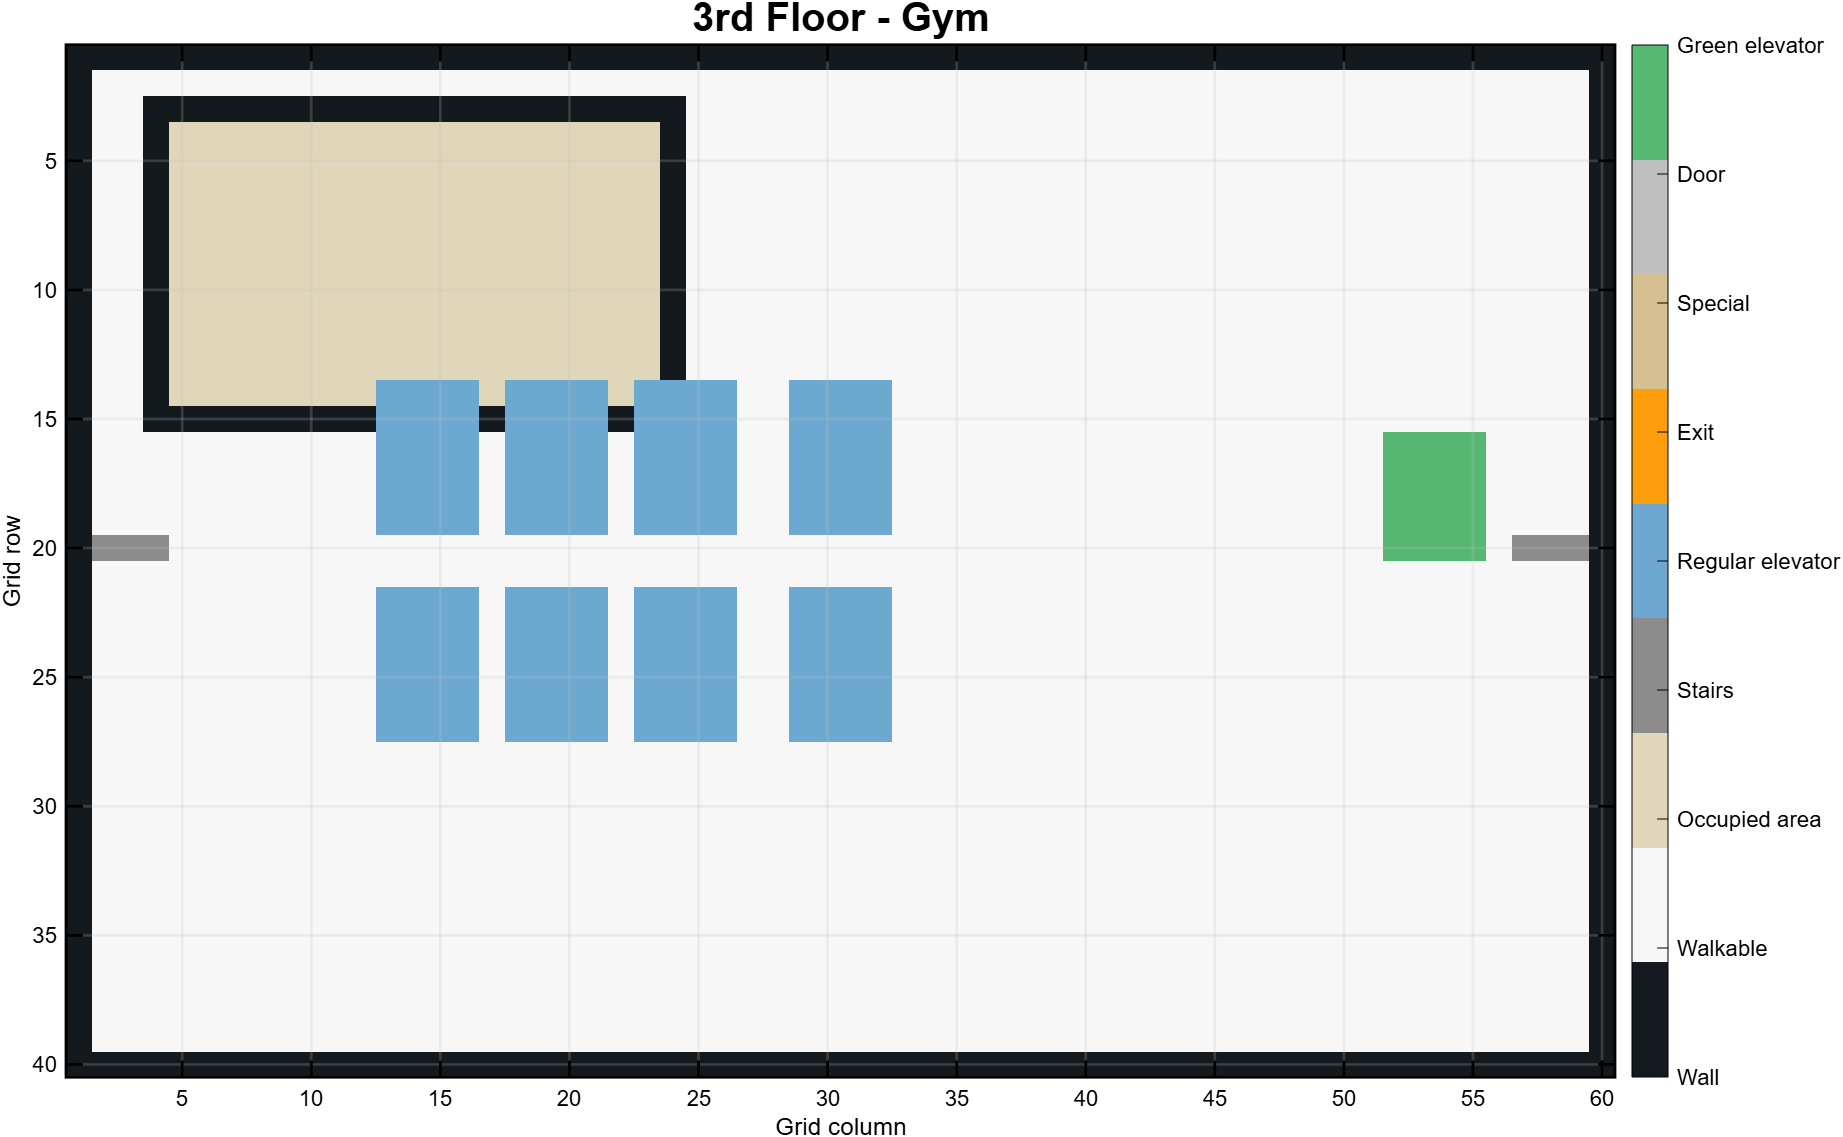 3rd Floor - Gym
Green elevator
Door
Special
Exit
Regular elevator
Stairs
Occupied area
Walkable
Wall
Grid row
5
10
15
20
25
30
35
40
5 10 15 20 25 30 35 40 45 50 55 60
Grid column